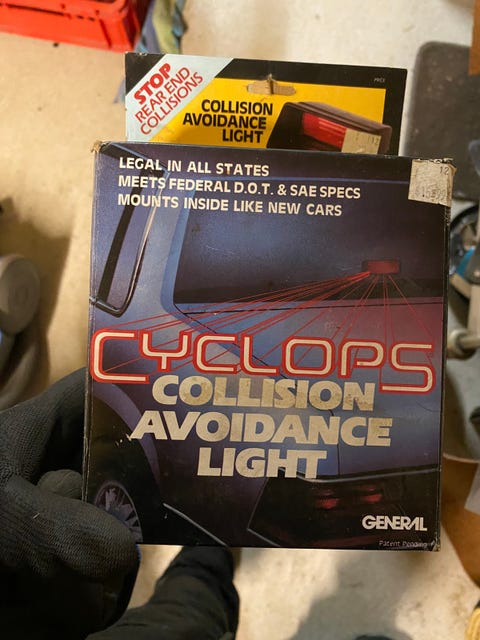 STOP
REAR END
COLLISIONS
COLLISION
AVOIDANCE
LIGHT
LEGAL IN ALL STATES
MEETS FEDERAL D.O.T. & SAE SPECS
MOUNTS INSIDE LIKE NEW CARS
CYCLOPS
COLLISION
AVOIDANCE
LIGHT
GENERAL
Patent Pending